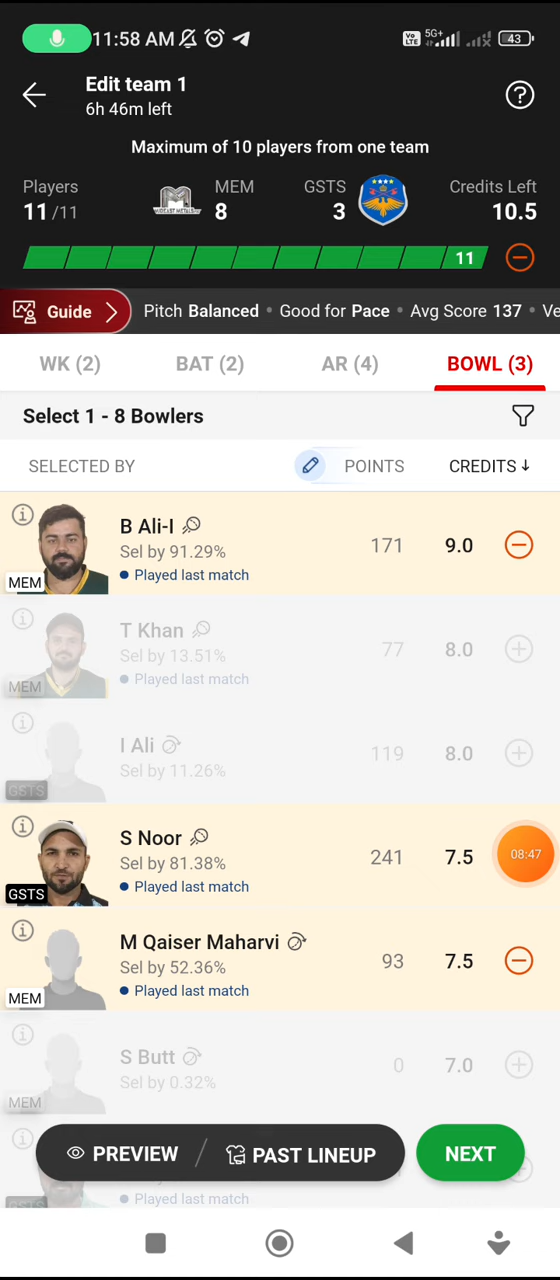 11:58 AM
Vo LTE 5G+ 43
Edit team 1
6h 46m left
Maximum of 10 players from one team
Players
11/11
MEM
8
GSTS
3
Credits Left
10.5
11
Guide
Pitch Balanced • Good for Pace • Avg Score 137 • Ve
WK (2) BAT (2) AR (4) BOWL (3)
Select 1 - 8 Bowlers
SELECTED BY POINTS CREDITS↓
B Ali-I
Sel by 91.29%
Played last match
MEM
171 9.0
T Khan
Sel by 13.51%
Played last match
MEM
77 8.0
I Ali
Sel by 11.26%
GSTS
119 8.0
S Noor
Sel by 81.38%
Played last match
GSTS
241 7.5
08:47
M Qaiser Maharvi
Sel by 52.36%
Played last match
MEM
93 7.5
S Butt
Sel by 0.32%
MEM
0 7.0
PREVIEW / PAST LINEUP
NEXT
Played last match